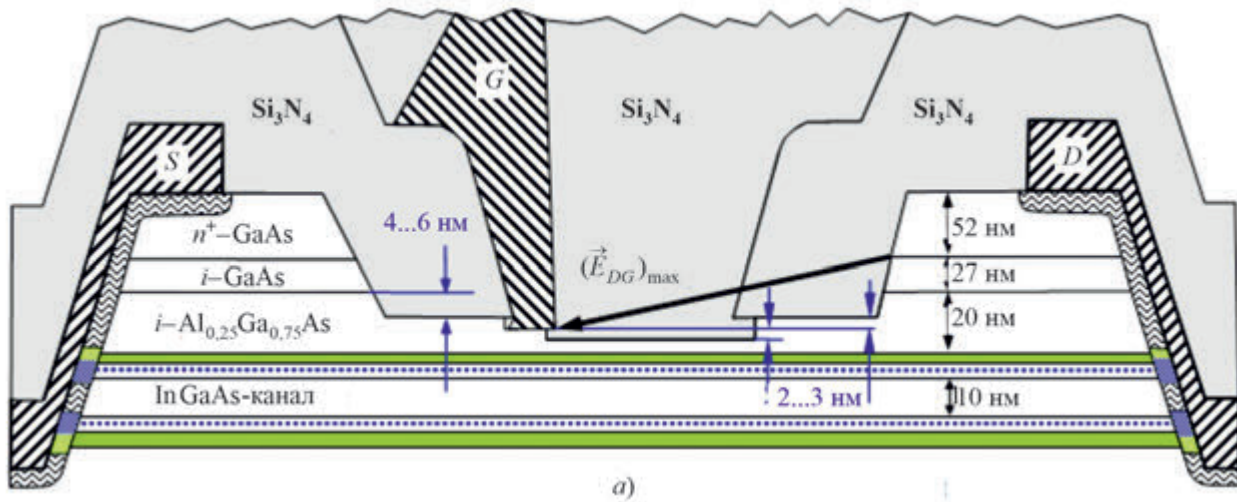 G
Si₃N₄
Si₃N₄
Si₃N₄
S
D
4...6 нм
n⁺–GaAs
52 нм
(E⃗_DG)max
i–GaAs
27 нм
i–Al₀,₂₅Ga₀,₇₅As
20 нм
InGaAs-канал
2...3 нм
10 нм
а)